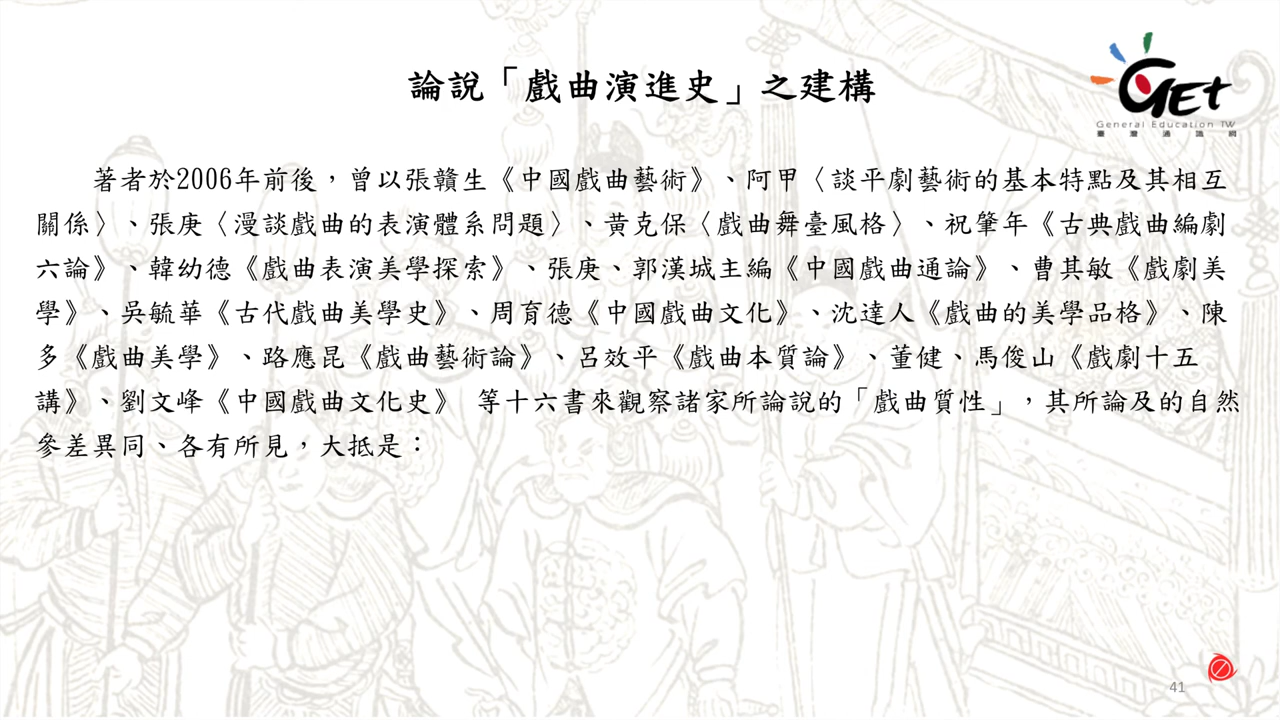 論說「戲曲演進史」之建構
GEt
General Education TW
臺灣通識網
著者於2006年前後，曾以張贛生《中國戲曲藝術》、阿甲〈談平劇藝術的基本特點及其相互
關係〉、張庚〈漫談戲曲的表演體系問題〉、黃克保〈戲曲舞臺風格〉、祝肇年《古典戲曲編劇
六論》、韓幼德《戲曲表演美學探索》、張庚、郭漢城主編《中國戲曲通論》、曹其敏《戲劇美
學》、吳毓華《古代戲曲美學史》、周育德《中國戲曲文化》、沈達人《戲曲的美學品格》、陳
多《戲曲美學》、路應昆《戲曲藝術論》、呂效平《戲曲本質論》、董健、馬俊山《戲劇十五
講》、劉文峰《中國戲曲文化史》 等十六書來觀察諸家所論說的「戲曲質性」，其所論及的自然
參差異同、各有所見，大抵是：
41